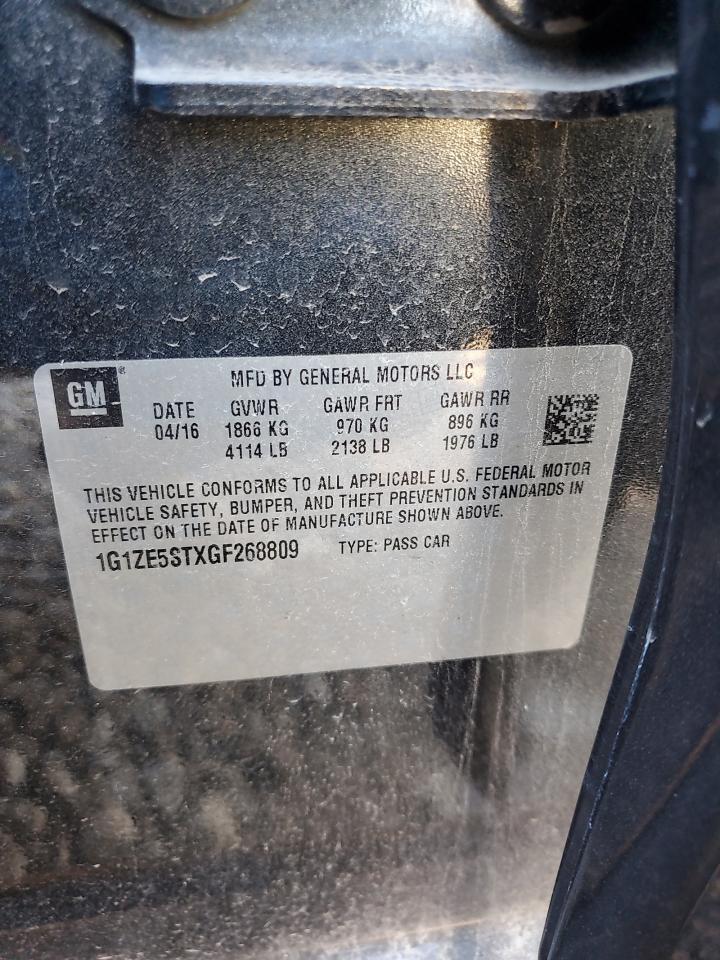 GM ®
MFD BY GENERAL MOTORS LLC
DATE GVWR GAWR FRT GAWR RR
04/16 1866 KG 970 KG 896 KG
4114 LB 2138 LB 1976 LB
THIS VEHICLE CONFORMS TO ALL APPLICABLE U.S. FEDERAL MOTOR
VEHICLE SAFETY, BUMPER, AND THEFT PREVENTION STANDARDS IN
EFFECT ON THE DATE OF MANUFACTURE SHOWN ABOVE.
1G1ZE5STXGF268809 TYPE: PASS CAR